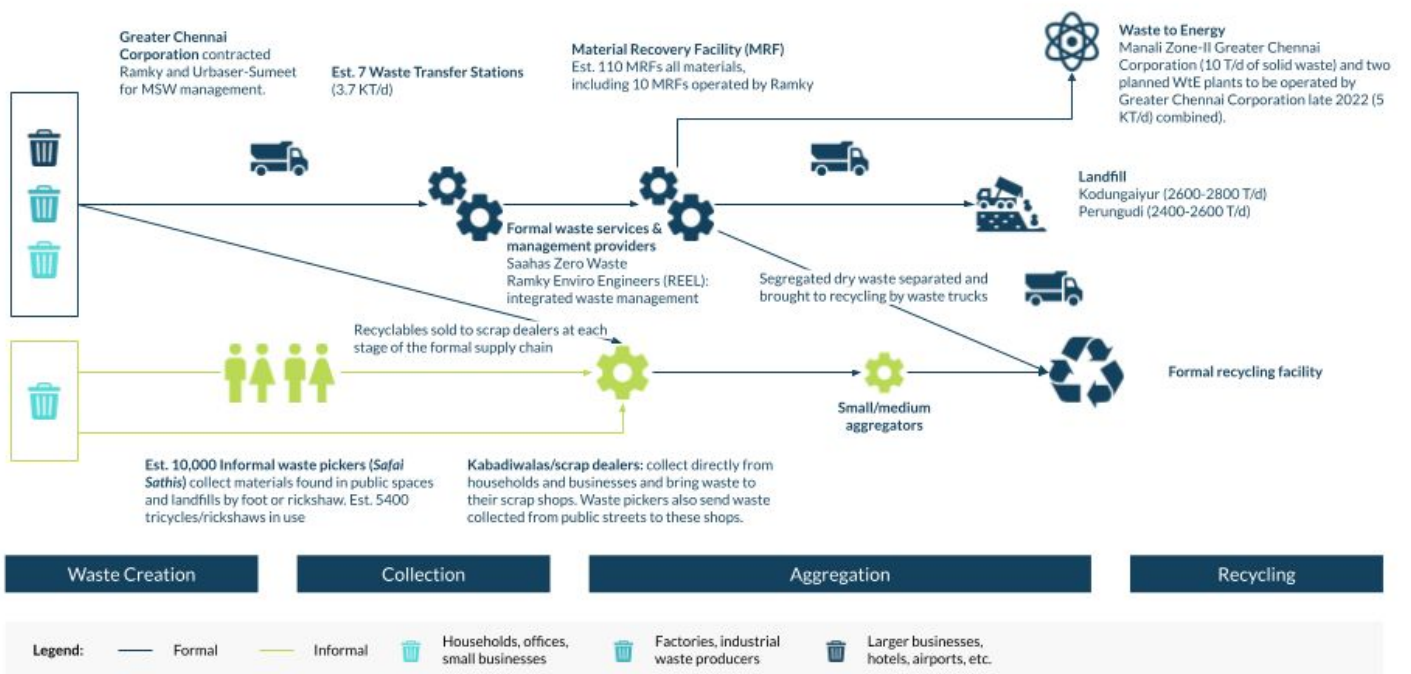 Greater Chennai
Corporation contracted
Ramky and Urbaser-Sumeet
for MSW management.
Est. 7 Waste Transfer Stations
(3.7 KT/d)
Material Recovery Facility (MRF)
Est. 110 MRFs all materials,
including 10 MRFs operated by Ramky
Waste to Energy
Manali Zone-II Greater Chennai
Corporation (10 T/d of solid waste) and two
planned WtE plants to be operated by
Greater Chennai Corporation late 2022 (5
KT/d) combined).
Landfill
Kodungaiyur (2600-2800 T/d)
Perungudi (2400-2600 T/d)
Formal waste services &
management providers
Saahas Zero Waste
Ramky Enviro Engineers (REEL):
integrated waste management
Segregated dry waste separated and
brought to recycling by waste trucks
Recyclables sold to scrap dealers at each
stage of the formal supply chain
Formal recycling facility
Small/medium
aggregators
Est. 10,000 Informal waste pickers (Safai
Sathis) collect materials found in public spaces
and landfills by foot or rickshaw. Est. 5400
tricycles/rickshaws in use
Kabadiwalas/scrap dealers: collect directly from
households and businesses and bring waste to
their scrap shops. Waste pickers also send waste
collected from public streets to these shops.
Waste Creation
Collection
Aggregation
Recycling
Legend:
Formal
Informal
Households, offices,
small businesses
Factories, industrial
waste producers
Larger businesses,
hotels, airports, etc.